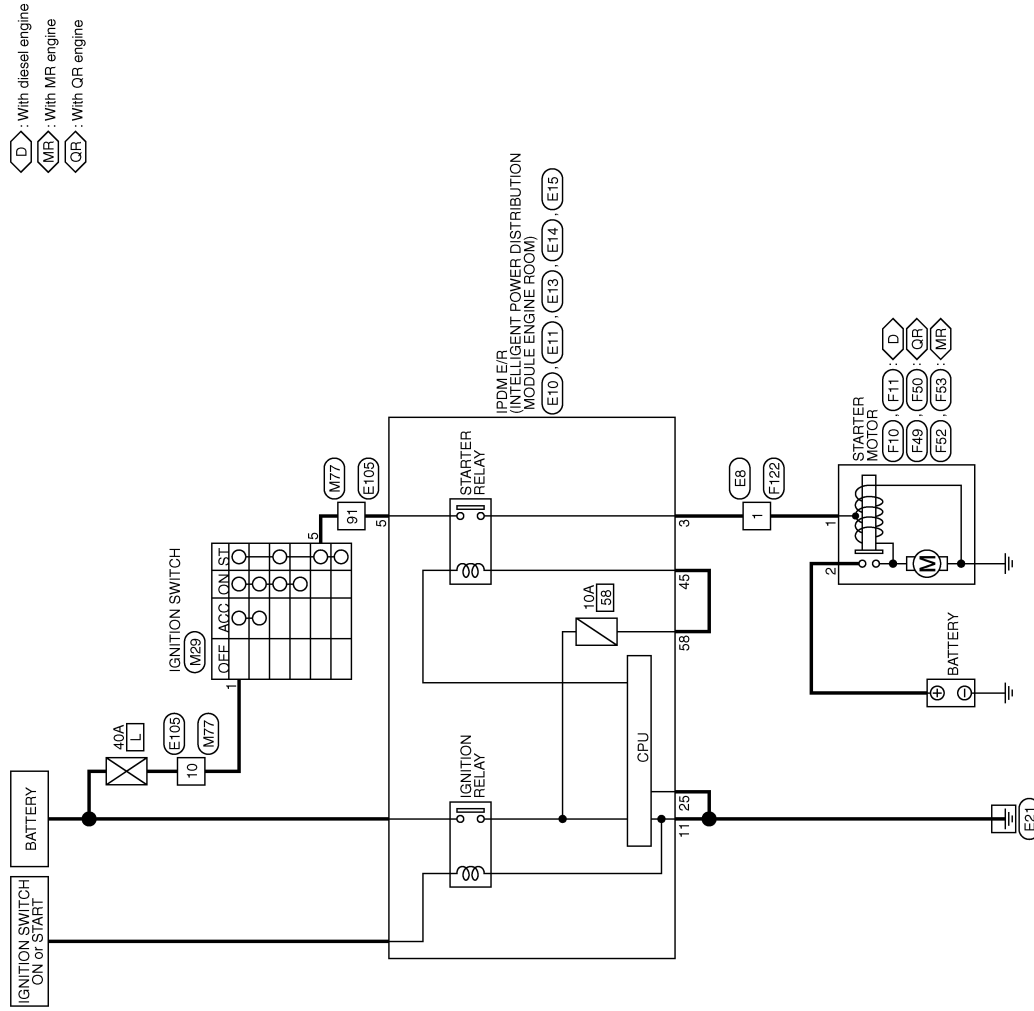 D : With diesel engine
MR : With MR engine
QR : With QR engine
IGNITION SWITCH
ON or START
BATTERY
40A
L
10
E105
M77
IGNITION SWITCH
M29
OFF
ACC
ON
ST
1
5
91
M77
E105
5
IPDM E/R
(INTELLIGENT POWER DISTRIBUTION
MODULE ENGINE ROOM)
E10 , E11 , E13 , E14 , E15
IGNITION
RELAY
STARTER
RELAY
10A
58
CPU
11
25
58
45
3
1
E8
F122
E21
BATTERY
+
−
2
1
M
STARTER
MOTOR
F10 , F11 : D
F49 , F50 : QR
F52 , F53 : MR